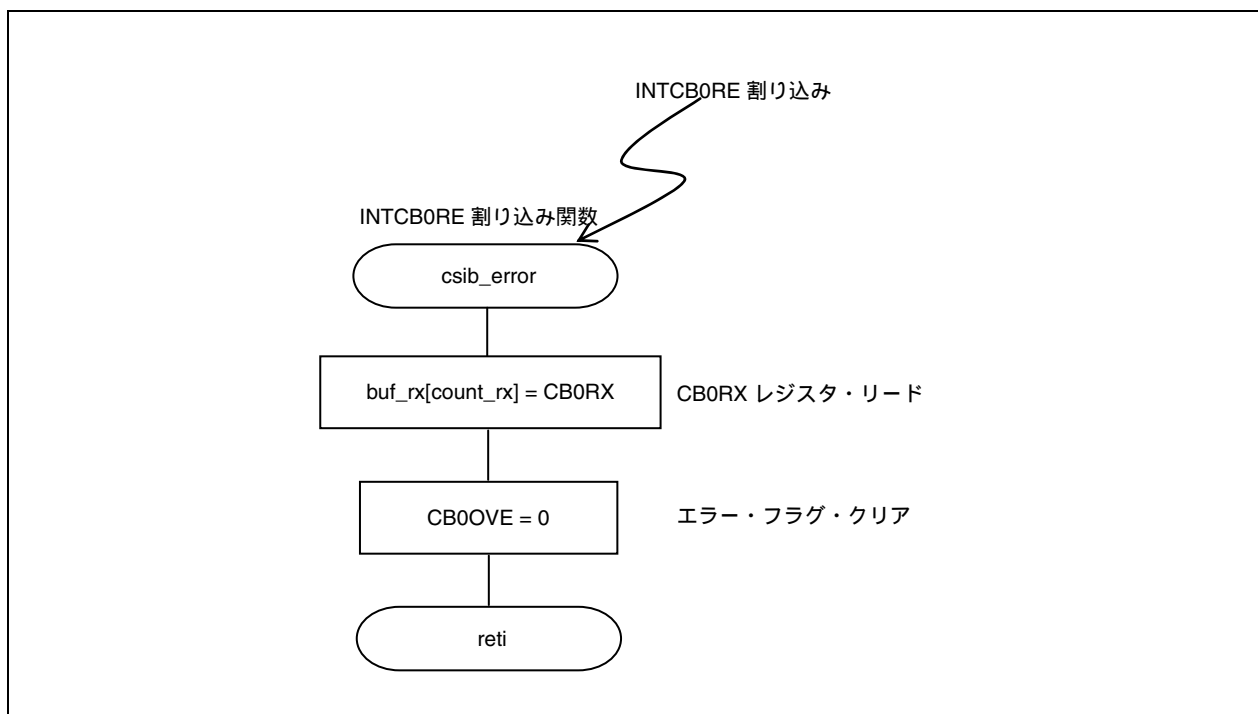 INTCB0RE 割り込み
INTCB0RE 割り込み関数
csib_error
buf_rx[count_rx] = CB0RX
CB0RX レジスタ・リード
CB0OVE = 0
エラー・フラグ・クリア
reti